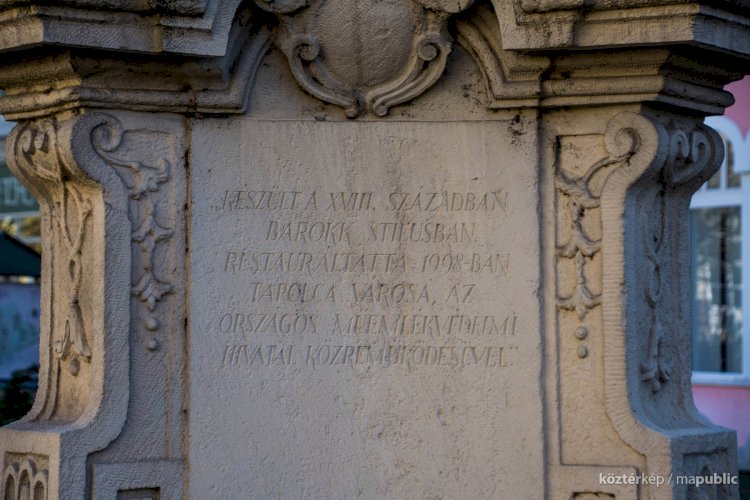 „KÉSZÜLT A XVIII. SZÁZADBAN
BAROKK STÍLUSBAN.
RESTAURÁLTATTA 1998-BAN
TAPOLCA VÁROSA, AZ
ORSZÁGOS MŰEMLÉKVÉDELMI
HIVATAL KÖZREMŰKÖDÉSÉVEL”
köztérkép / mapublic